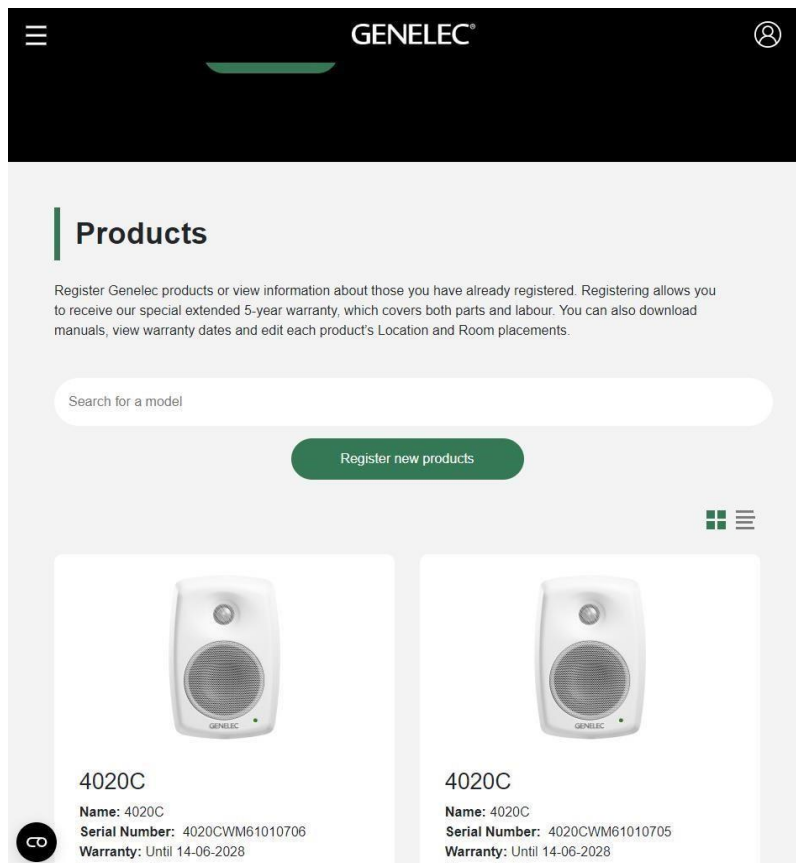 GENELEC®
Products
Register Genelec products or view information about those you have already registered. Registering allows you
to receive our special extended 5-year warranty, which covers both parts and labour. You can also download
manuals, view warranty dates and edit each product's Location and Room placements.
Search for a model
Register new products
GENELEC
GENELEC
4020C
Name: 4020C
Serial Number: 4020CWM61010706
Warranty: Until 14-06-2028
4020C
Name: 4020C
Serial Number: 4020CWM61010705
Warranty: Until 14-06-2028